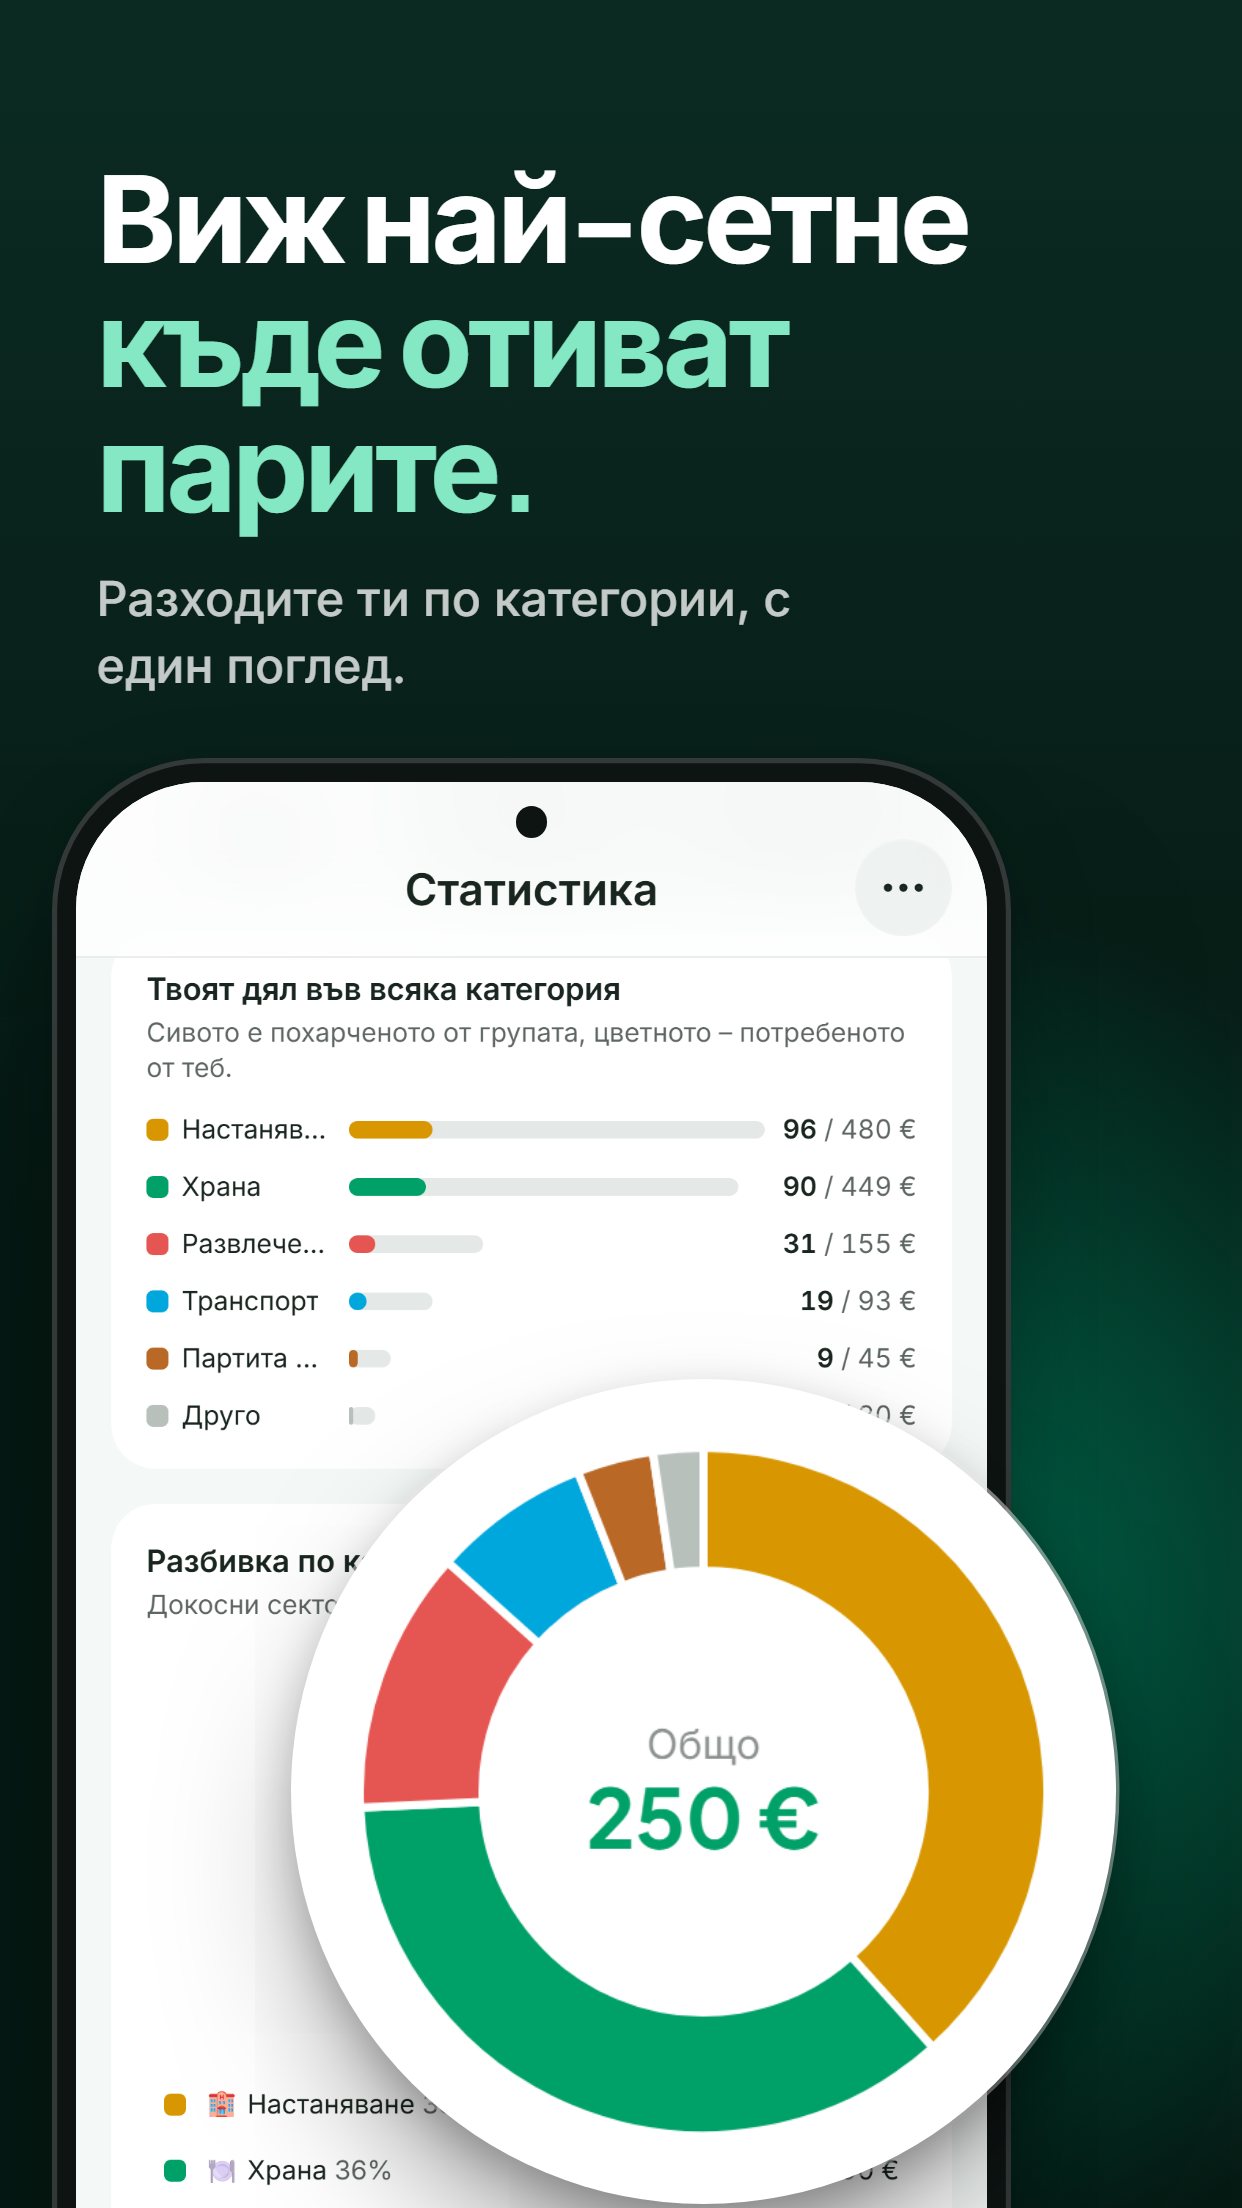 Виж най-сетне
къде отиват
парите.
Разходите ти по категории, с
един поглед.
Статистика
Твоят дял във всяка категория
Сивото е похарченото от групата, цветното – потребеното
от теб.
Настаняв... 96 / 480 €
Храна 90 / 449 €
Развлече... 31 / 155 €
Транспорт 19 / 93 €
Партита ... 9 / 45 €
Друго €
Разбивка по
Докосни
Общо
250 €
Настаняване
Храна 36% €